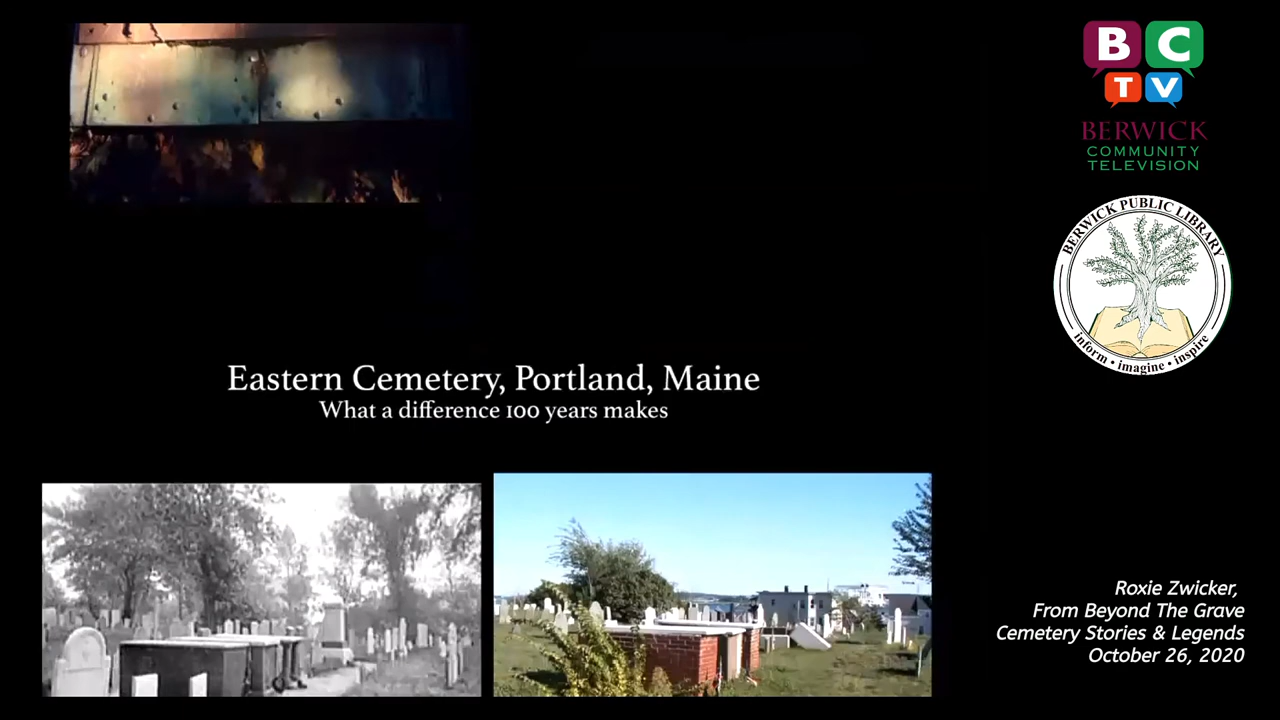 B C
T V
BERWICK
COMMUNITY
TELEVISION
BERWICK PUBLIC LIBRARY
inform • imagine • inspire
Eastern Cemetery, Portland, Maine
What a difference 100 years makes
Roxie Zwicker,
From Beyond The Grave
Cemetery Stories & Legends
October 26, 2020